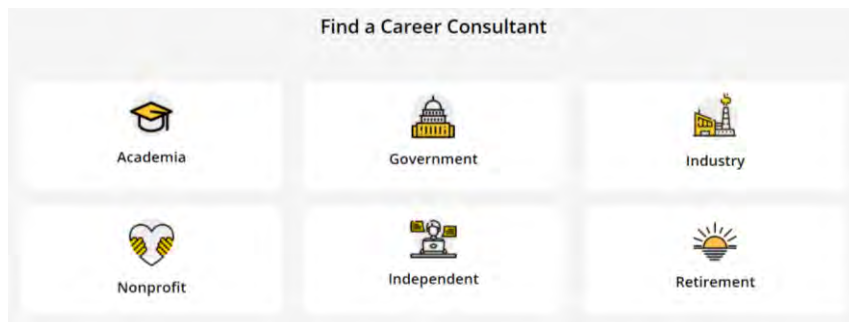 Find a Career Consultant
Academia
Government
Industry
Nonprofit
Independent
Retirement